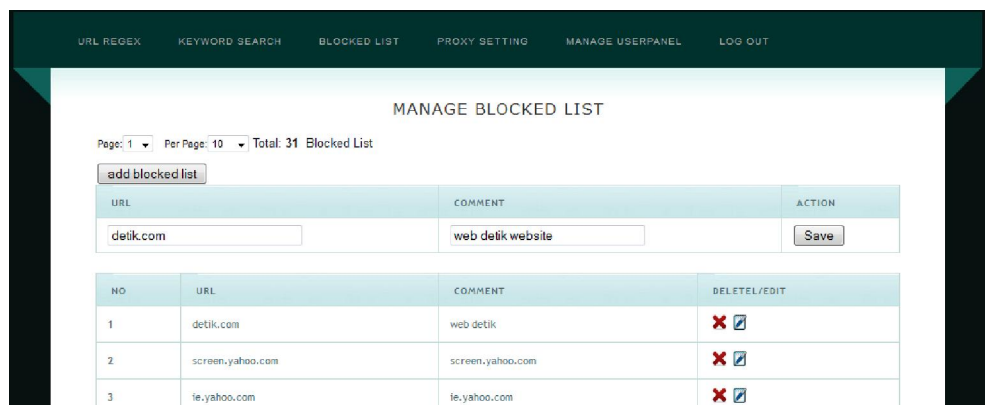 URL REGEX KEYWORD SEARCH BLOCKED LIST PROXY SETTING MANAGE USERPANEL LOG OUT
MANAGE BLOCKED LIST
Page: 1 Per Page: 10 Total: 31 Blocked List
add blocked list
URL COMMENT ACTION
detik.com web detik website Save
NO URL COMMENT DELETEL/EDIT
1 detik.com web detik
2 screen.yahoo.com screen.yahoo.com
3 ie.yahoo.com ie.yahoo.com